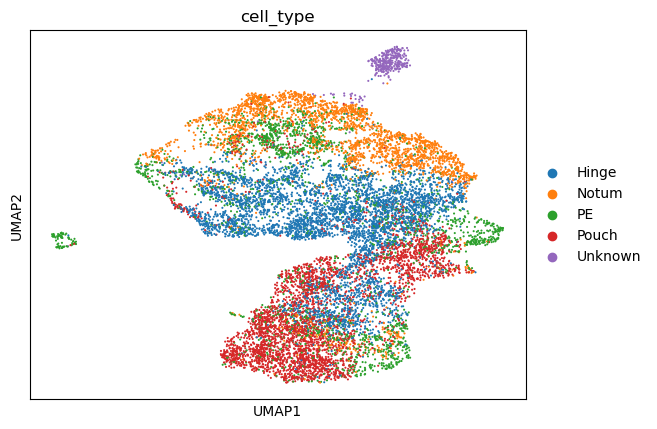 cell_type
UMAP2
UMAP1
Hinge
Notum
PE
Pouch
Unknown